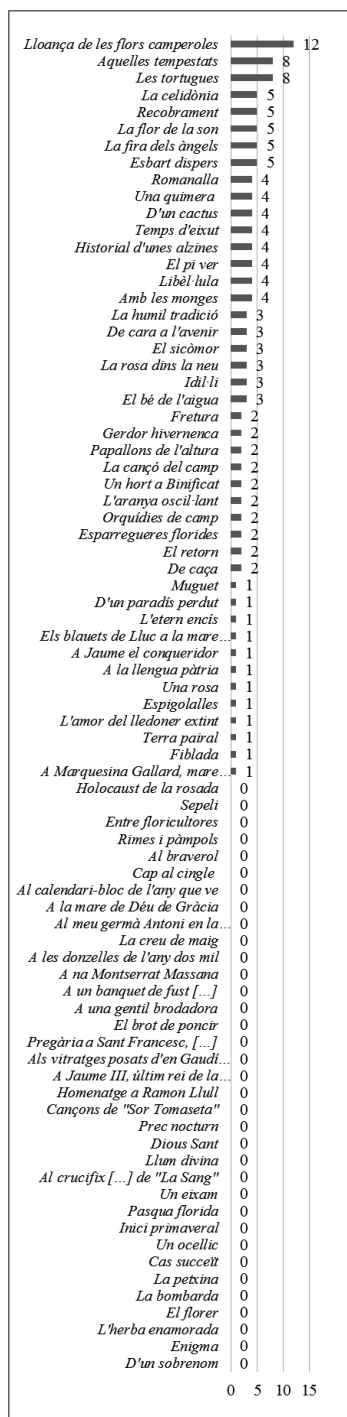 Lloança de les flors camperoles 12
Aquelles tempestats 8
Les tortugues 8
La celidònia 5
Recobrament 5
La flor de la son 5
La fira dels àngels 5
Esbart dispers 5
Romanalla 4
Una quimera 4
D'un cactus 4
Temps d'eixut 4
Historial d'unes alzines 4
El pi ver 4
Libèl·lula 4
Amb les monges 4
La humil tradició 3
De cara a l'avenir 3
El sicòmor 3
La rosa dins la neu 3
Idil·li 3
El bé de l'aigua 3
Fretura 2
Gerdor hivernenca 2
Papallons de l'altura 2
La cançó del camp 2
Un hort a Binificat 2
L'aranya oscil·lant 2
Orquídies de camp 2
Esparregueres florides 2
El retorn 2
De caça 2
Muguet 1
D'un paradís perdut 1
L'etern encís 1
Els blauets de Lluc a la mare… 1
A Jaume el conqueridor 1
A la llengua pàtria 1
Una rosa 1
Espigolalles 1
L'amor del lledoner extint 1
Terra pairal 1
Fiblada 1
A Marquesina Gallard, mare… 1
Holocaust de la rosada 0
Sepeli 0
Entre floricultores 0
Rimes i pàmpols 0
Al braverol 0
Cap al cingle 0
Al calendari-bloc de l'any que ve 0
A la mare de Déu de Gràcia 0
Al meu germà Antoni en la… 0
La creu de maig 0
A les donzelles de l'any dos mil 0
A na Montserrat Massana 0
A un banquet de fust […] 0
A una gentil brodadora 0
El brot de poncir 0
Pregària a Sant Francesc, […] 0
Als vitratges posats d'en Gaudí… 0
A Jaume III, últim rei de la… 0
Homenatge a Ramon Llull 0
Cançons de "Sor Tomaseta" 0
Prec nocturn 0
Dious Sant 0
Llum divina 0
Al crucifix […] de "La Sang" 0
Un eixam 0
Pasqua florida 0
Inici primaveral 0
Un ocellic 0
Cas succeït 0
La petxina 0
La bombarda 0
El florer 0
L'herba enamorada 0
Enigma 0
D'un sobrenom 0
0 5 10 15